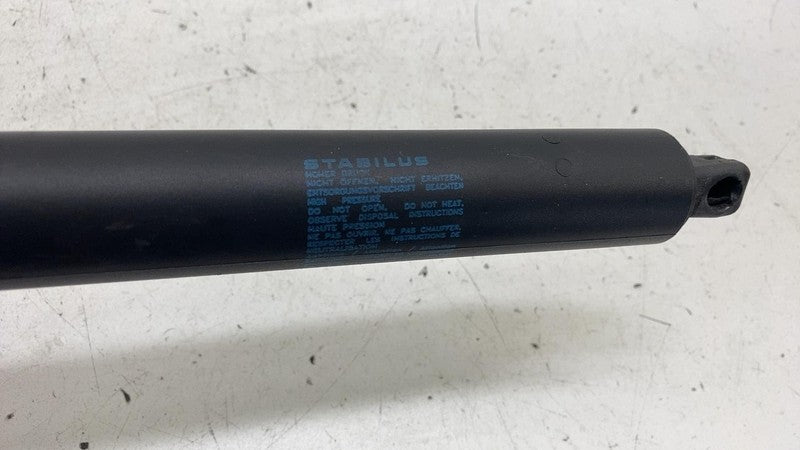 STABILUS
HOHER DRUCK
NICHT ÖFFNEN, NICHT ERHITZEN,
ENTSORGUNGSVORSCHRIFT BEACHTEN
HIGH PRESSURE
DO NOT OPEN, DO NOT HEAT,
OBSERVE DISPOSAL INSTRUCTIONS
HAUTE PRESSION
NE PAS OUVRIR, NE PAS CHAUFFER,
RESPECTER LES INSTRUCTIONS DE